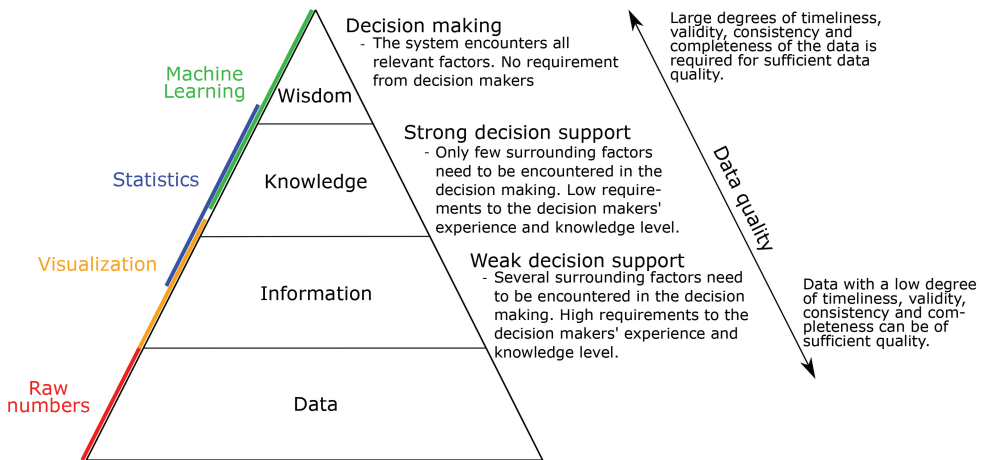 Decision making
- The system encounters all
relevant factors. No requirement
from decision makers
Large degrees of timeliness,
validity, consistency and
completeness of the data is
required for sufficient data
quality.
Machine
Learning
Wisdom
Strong decision support
- Only few surrounding factors
need to be encountered in the
decision making. Low require-
ments to the decision makers'
experience and knowledge level.
Statistics
Knowledge
Data quality
Visualization
Information
Weak decision support
- Several surrounding factors need
to be encountered in the decision
making. High requirements to the
decision makers' experience and
knowledge level.
Data with a low degree
of timeliness, validity,
consistency and com-
pleteness can be of
sufficient quality.
Raw
numbers
Data